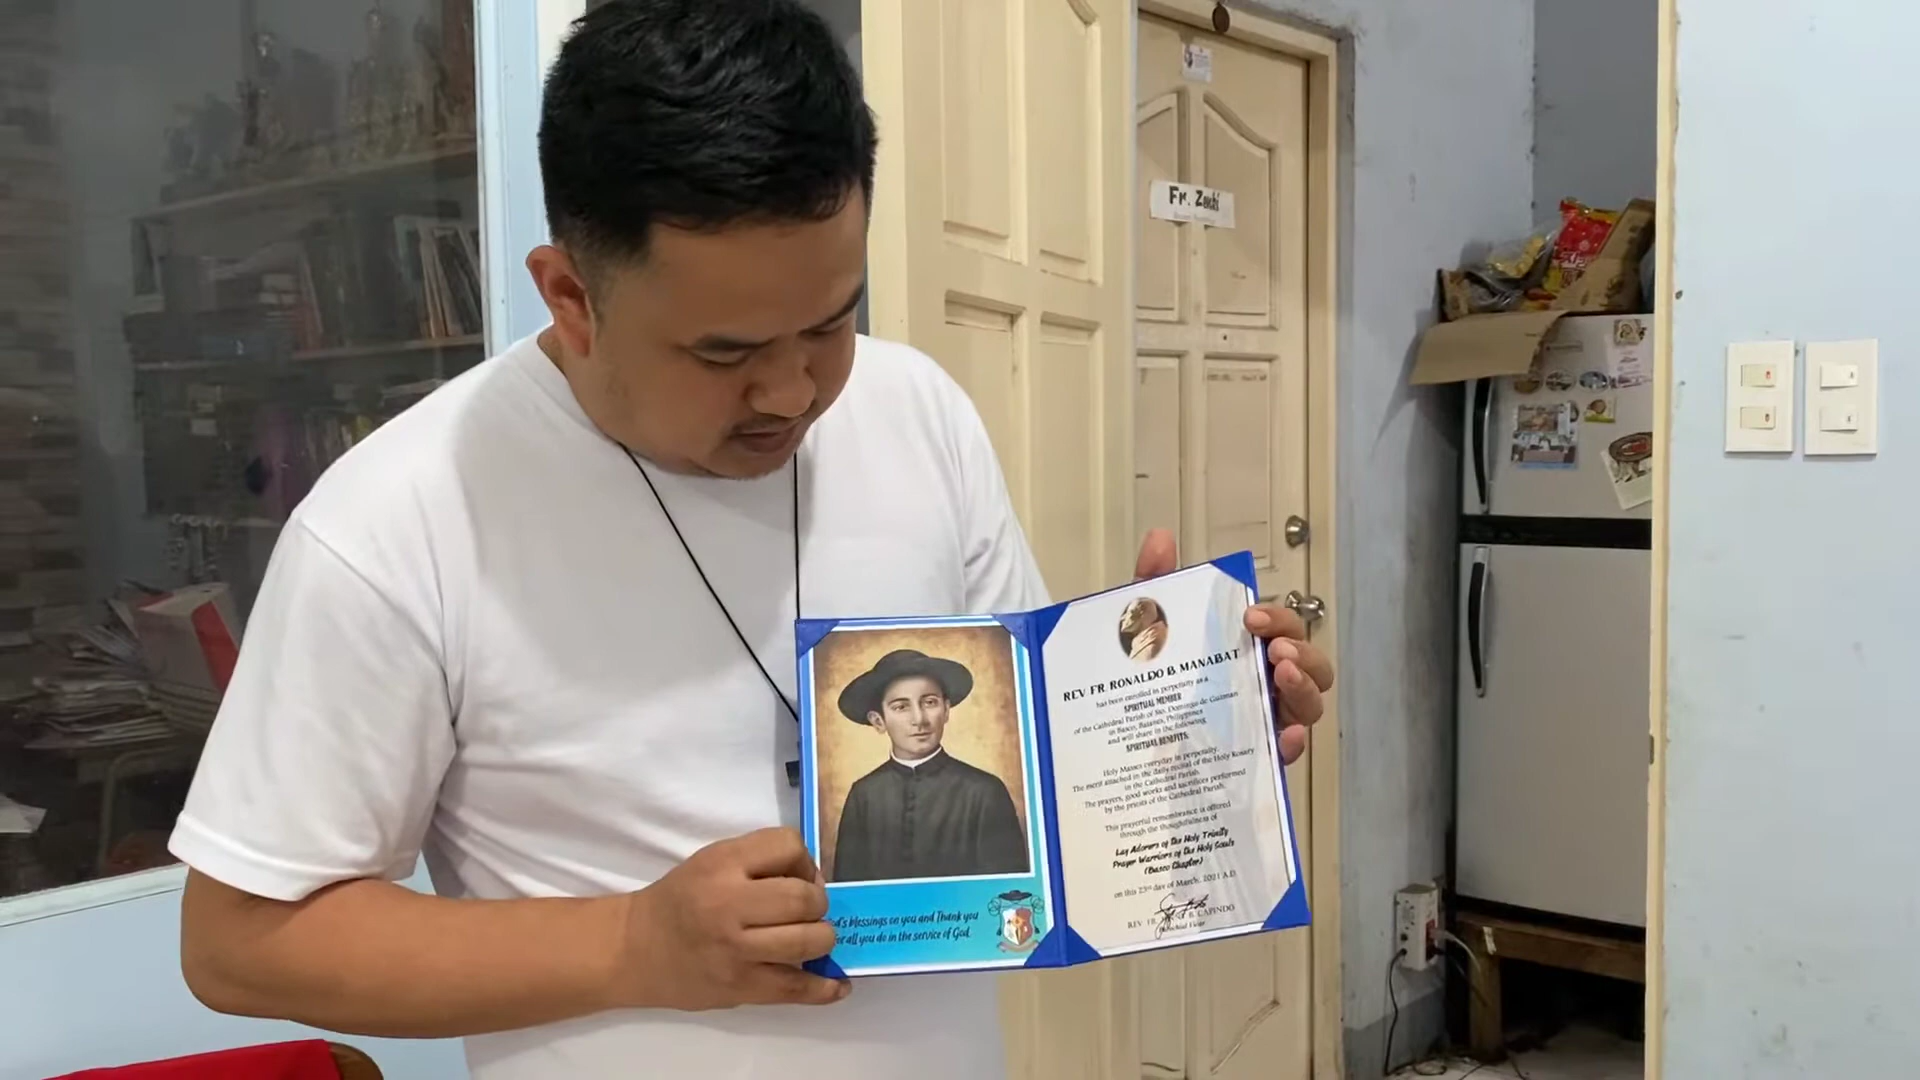 Fr. Zenki
God's blessings on you and Thank you
for all you do in the service of God.
REV. FR. RONALDO B. MANABAT
has been enrolled in perpetuity as a
SPIRITUAL MEMBER
of the Cathedral Parish of Sto. Domingo de Guzman
in Basco, Batanes, Philippines
and will share in the following
SPIRITUAL BENEFITS:
Holy Masses everyday in perpetuity.
The merit attached in the daily recital of the Holy Rosary
in the Cathedral Parish.
The prayers, good works and sacrifices performed
by the priests of the Cathedral Parish.
This prayerful remembrance is offered
through the thoughtfulness of
Lay Adorers of the Holy Trinity
Prayer Warriors of the Holy Souls
(Basco Chapter)
on this 23rd day of March, 2021 A.D.
REV. FR. B. CAPINDO
Parochial Vicar